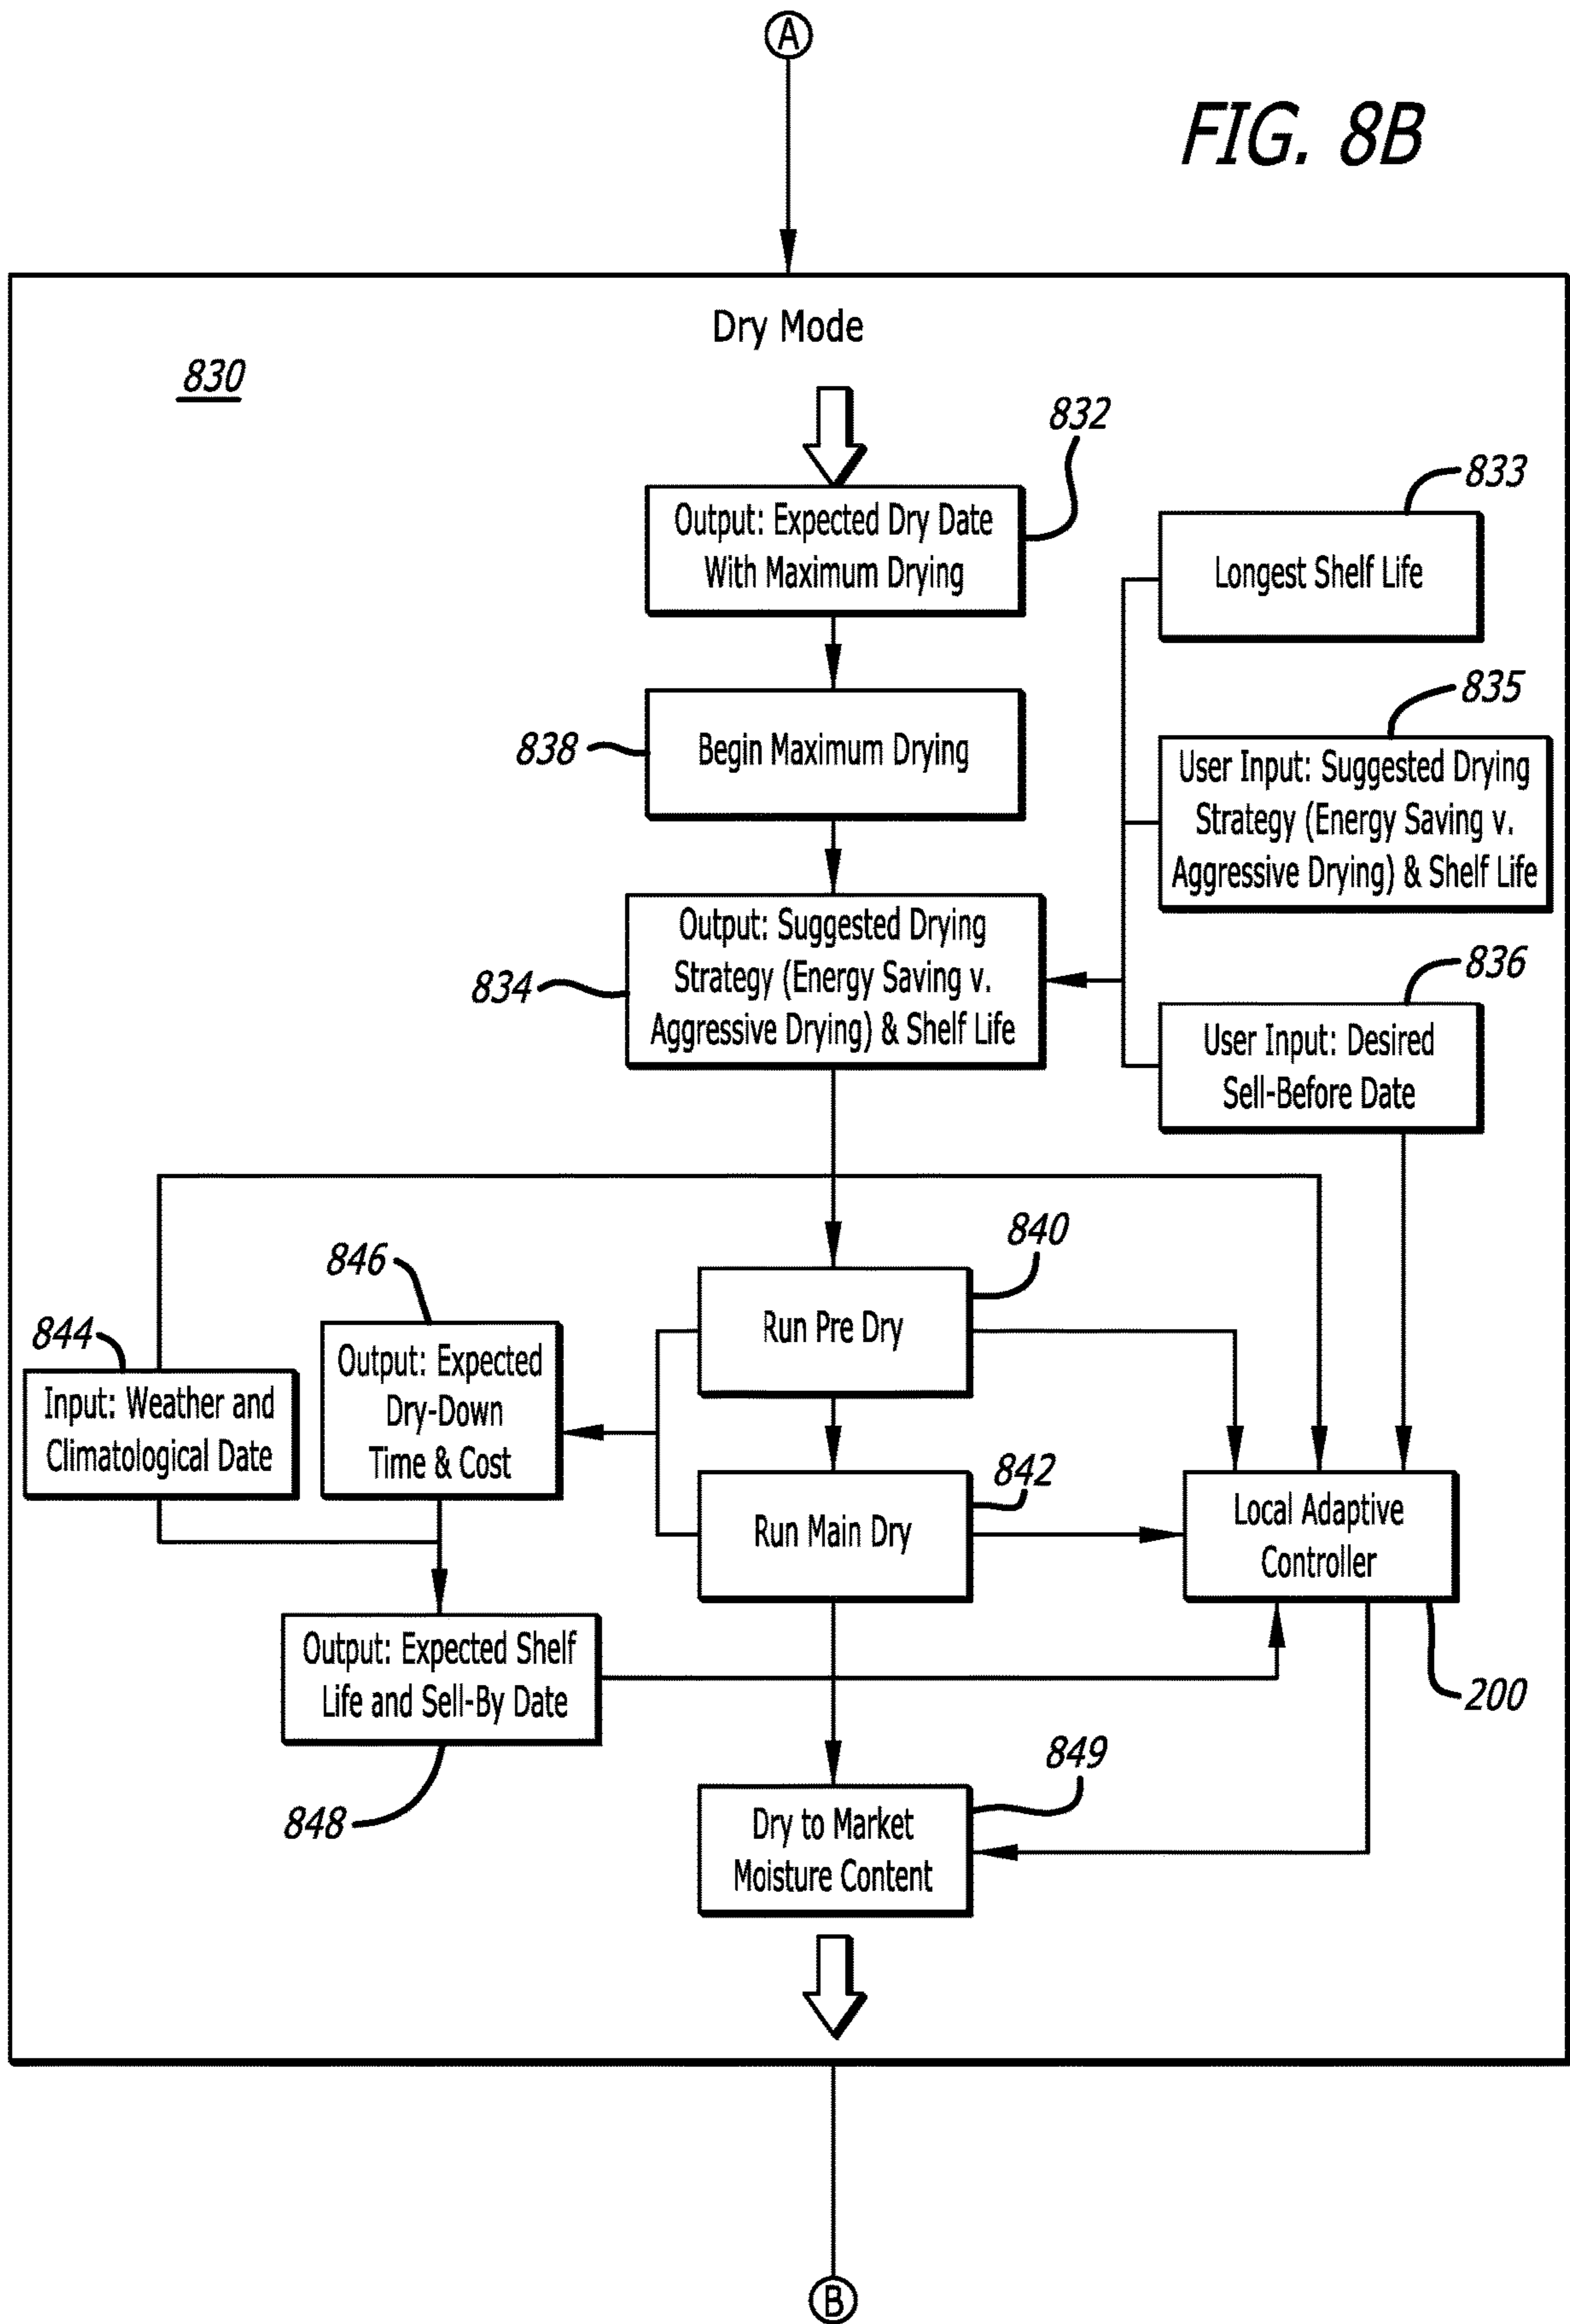 A
FIG. 8B
Dry Mode
830
832
Output: Expected Dry Date
With Maximum Drying
833
Longest Shelf Life
838
Begin Maximum Drying
835
User Input: Suggested Drying
Strategy (Energy Saving v.
Aggressive Drying) & Shelf Life
834
Output: Suggested Drying
Strategy (Energy Saving v.
Aggressive Drying) & Shelf Life
836
User Input: Desired
Sell-Before Date
840
Run Pre Dry
846
Output: Expected
Dry-Down
Time & Cost
844
Input: Weather and
Climatological Date
842
Run Main Dry
Local Adaptive
Controller
200
Output: Expected Shelf
Life and Sell-By Date
848
849
Dry to Market
Moisture Content
B